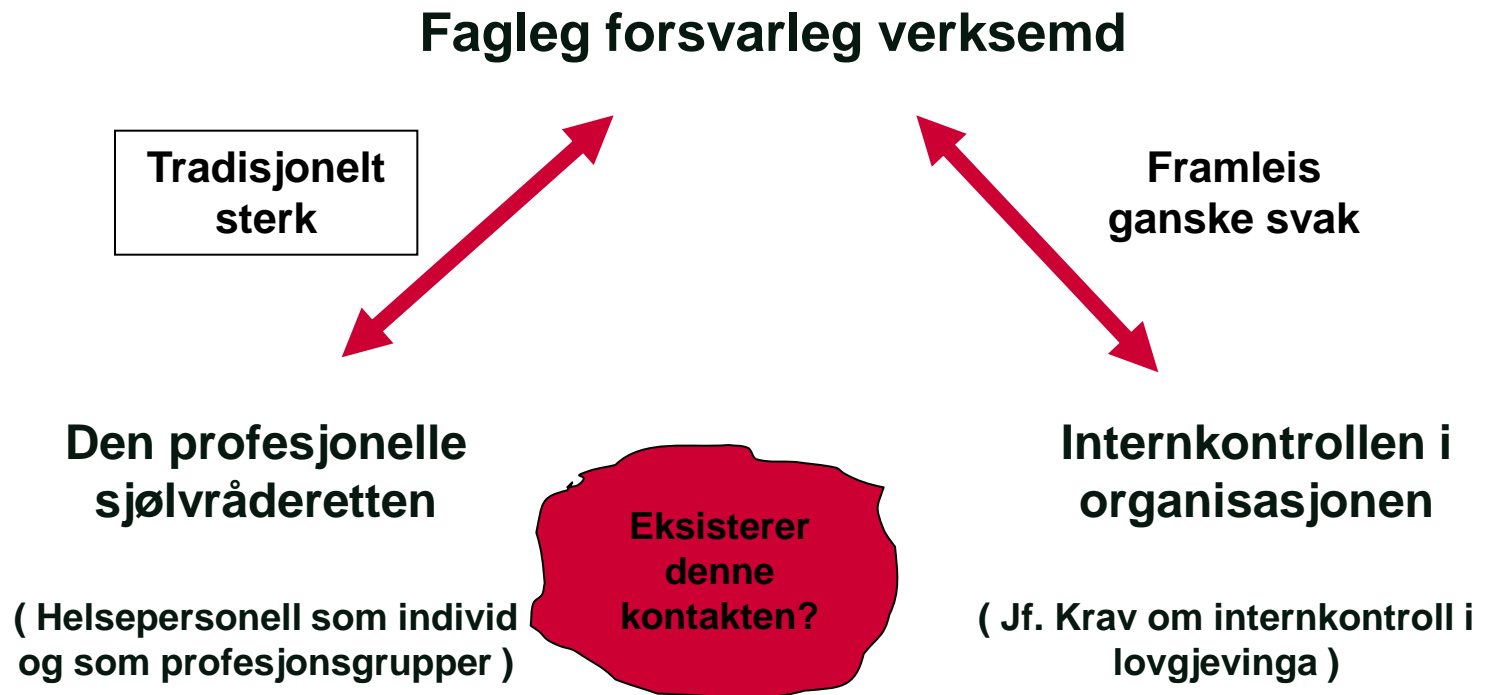 Fagleg forsvarleg verksemd
Tradisjonelt
sterk
Framleis
ganske svak
Den profesjonelle
sjølvråderetten
( Helsepersonell som individ
og som profesjonsgrupper )
Eksisterer
denne
kontakten?
Internkontrollen i
organisasjonen
( Jf. Krav om internkontroll i
lovgjevinga )